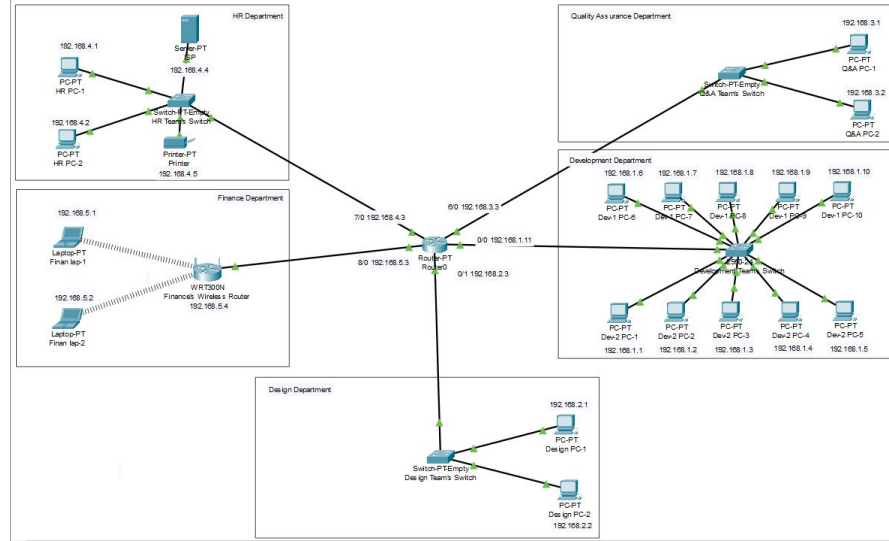 HR Department
Server-PT
ISP
192.168.4.4
192.168.4.1
PC-PT
HR PC-1
Switch-PT-Empty
HR Team's Switch
192.168.4.2
PC-PT
HR PC-2
Printer-PT
Printer
192.168.4.5
Quality Assurance Department
192.168.3.1
PC-PT
Q&A PC-1
Switch-PT-Empty
Q&A Team's Switch
192.168.3.2
PC-PT
Q&A PC-2
Finance Department
192.168.5.1
Laptop-PT
Finan lap-1
WRT300N
Finance's Wireless Router
192.168.5.4
192.168.5.2
Laptop-PT
Finan lap-2
7/0 192.168.4.3
6/0 192.168.3.3
8/0 192.168.5.3
0/0 192.168.1.11
Router-PT
Router0
0/1 192.168.2.3
Development Department
192.168.1.6
192.168.1.7
192.168.1.8
192.168.1.9
192.168.1.10
PC-PT
Dev-1 PC-6
PC-PT
Dev-1 PC-7
PC-PT
Dev-1 PC-8
PC-PT
Dev-1 PC-9
PC-PT
Dev-1 PC-10
Development Team's Switch
PC-PT
Dev-2 PC-1
PC-PT
Dev-2 PC-2
PC-PT
Dev-2 PC-3
PC-PT
Dev-2 PC-4
PC-PT
Dev-2 PC-5
192.168.1.1
192.168.1.2
192.168.1.3
192.168.1.4
192.168.1.5
Design Department
192.168.2.1
PC-PT
Design PC-1
Switch-PT-Empty
Design Team's Switch
PC-PT
Design PC-2
192.168.2.2